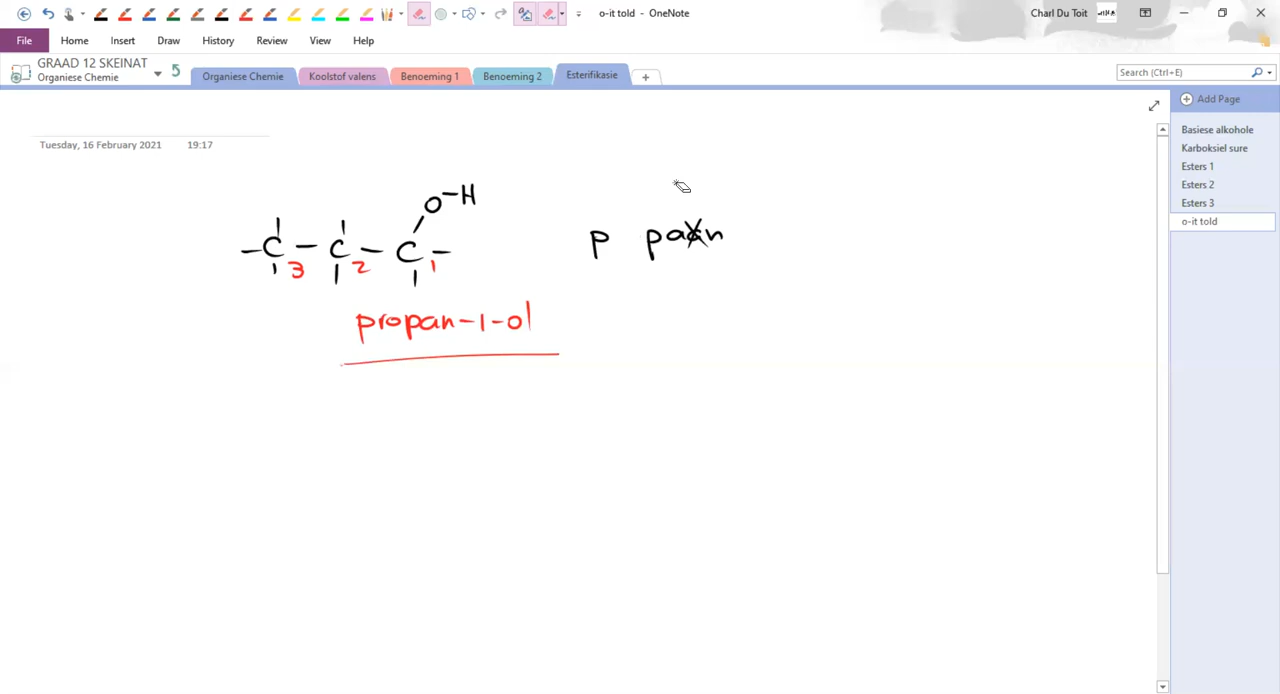 o-it told - OneNote
Charl Du Toit
File Home Insert Draw History Review View Help
GRAAD 12 SKEINAT
Organiese Chemie
Organiese Chemie Koolstof valens Benoeming 1 Benoeming 2 Esterifikasie +
Search (Ctrl+E)
Add Page
Basiese alkohole
Karboksiel sure
Esters 1
Esters 2
Esters 3
o-it told
Tuesday, 16 February 2021 19:17
O-H
-C-C-C-
3 2 1
propan-1-ol
p